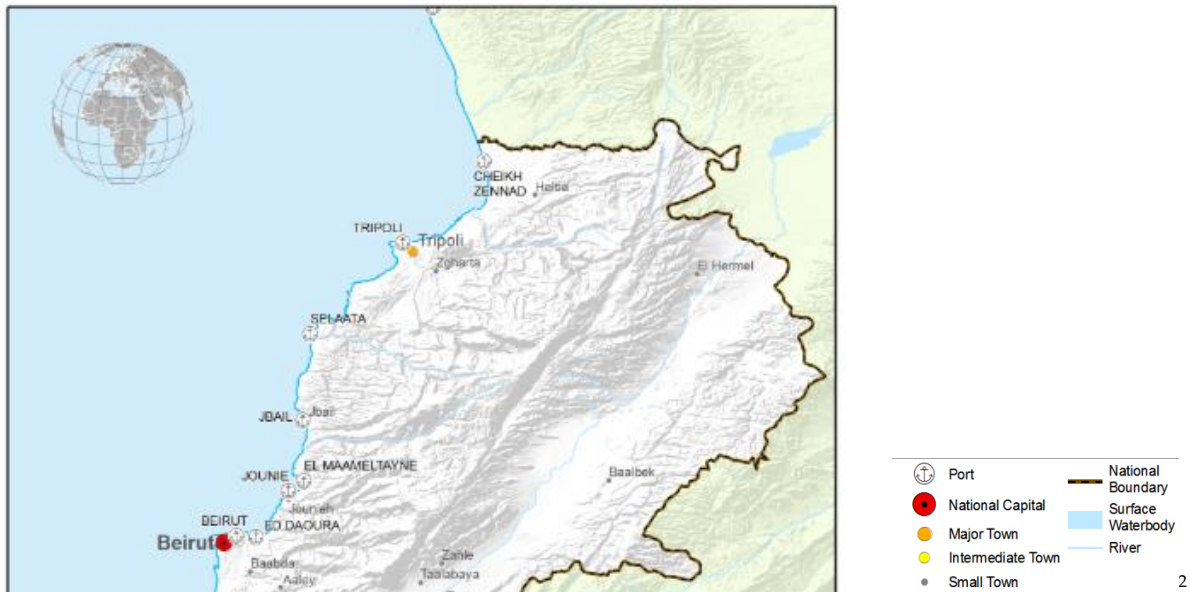 CHEIKH
ZENNAD
Halba
TRIPOLI
Tripoli
Zgharta
El Hermel
SELAATA
JBAIL
Jbail
EL MAAMELTAYNE
JOUNIE
Jounieh
Baalbek
BEIRUT
ED DAOURA
Beirut
Baabda
Aaley
Zahle
Taalabaya
Port
National Capital
Major Town
Intermediate Town
Small Town
National
Boundary
Surface
Waterbody
River
2